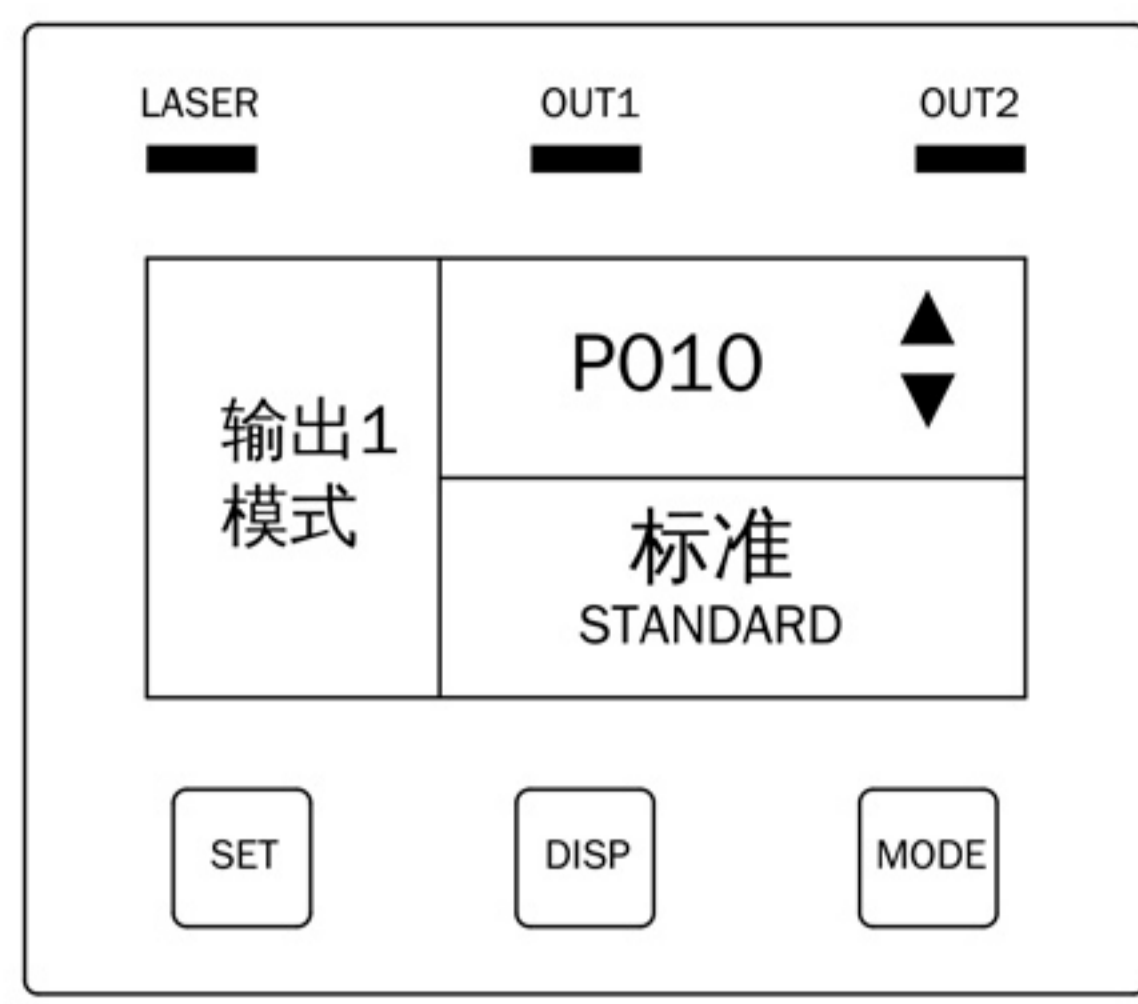 LASER
OUT1
OUT2
输出1
模式
P010
标准
STANDARD
SET
DISP
MODE